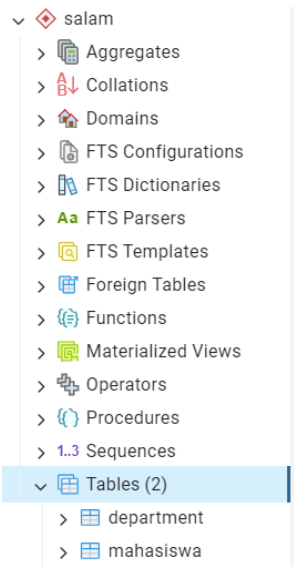 salam
Aggregates
Collations
Domains
FTS Configurations
FTS Dictionaries
Aa FTS Parsers
FTS Templates
Foreign Tables
Functions
Materialized Views
Operators
Procedures
1..3 Sequences
Tables (2)
department
mahasiswa